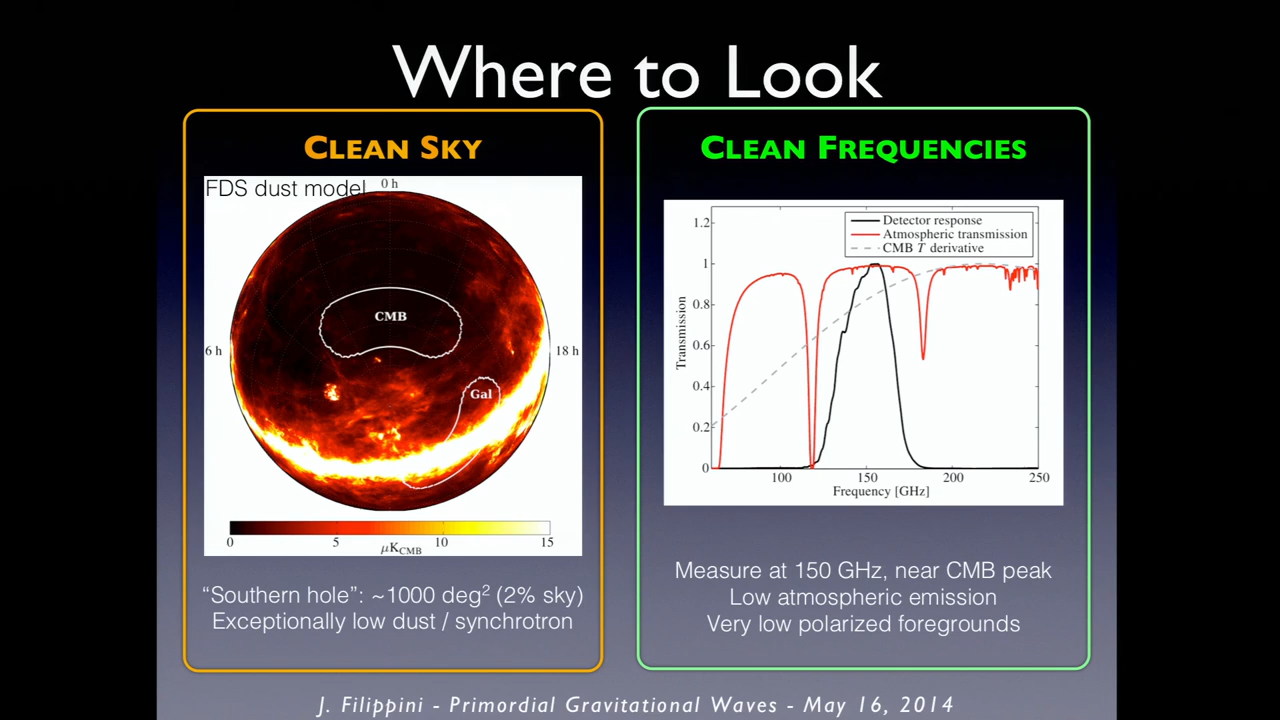 Where to Look
CLEAN SKY
FDS dust model
0 h
CMB
6 h
18 h
Gal
0 5 10 15
μK_CMB
“Southern hole”: ~1000 deg² (2% sky)
Exceptionally low dust / synchrotron
CLEAN FREQUENCIES
Detector response
Atmospheric transmission
CMB T derivative
1.2
1
0.8
0.6
0.4
0.2
0
Transmission
100 150 200 250
Frequency [GHz]
Measure at 150 GHz, near CMB peak
Low atmospheric emission
Very low polarized foregrounds
J. Filippini - Primordial Gravitational Waves - May 16, 2014